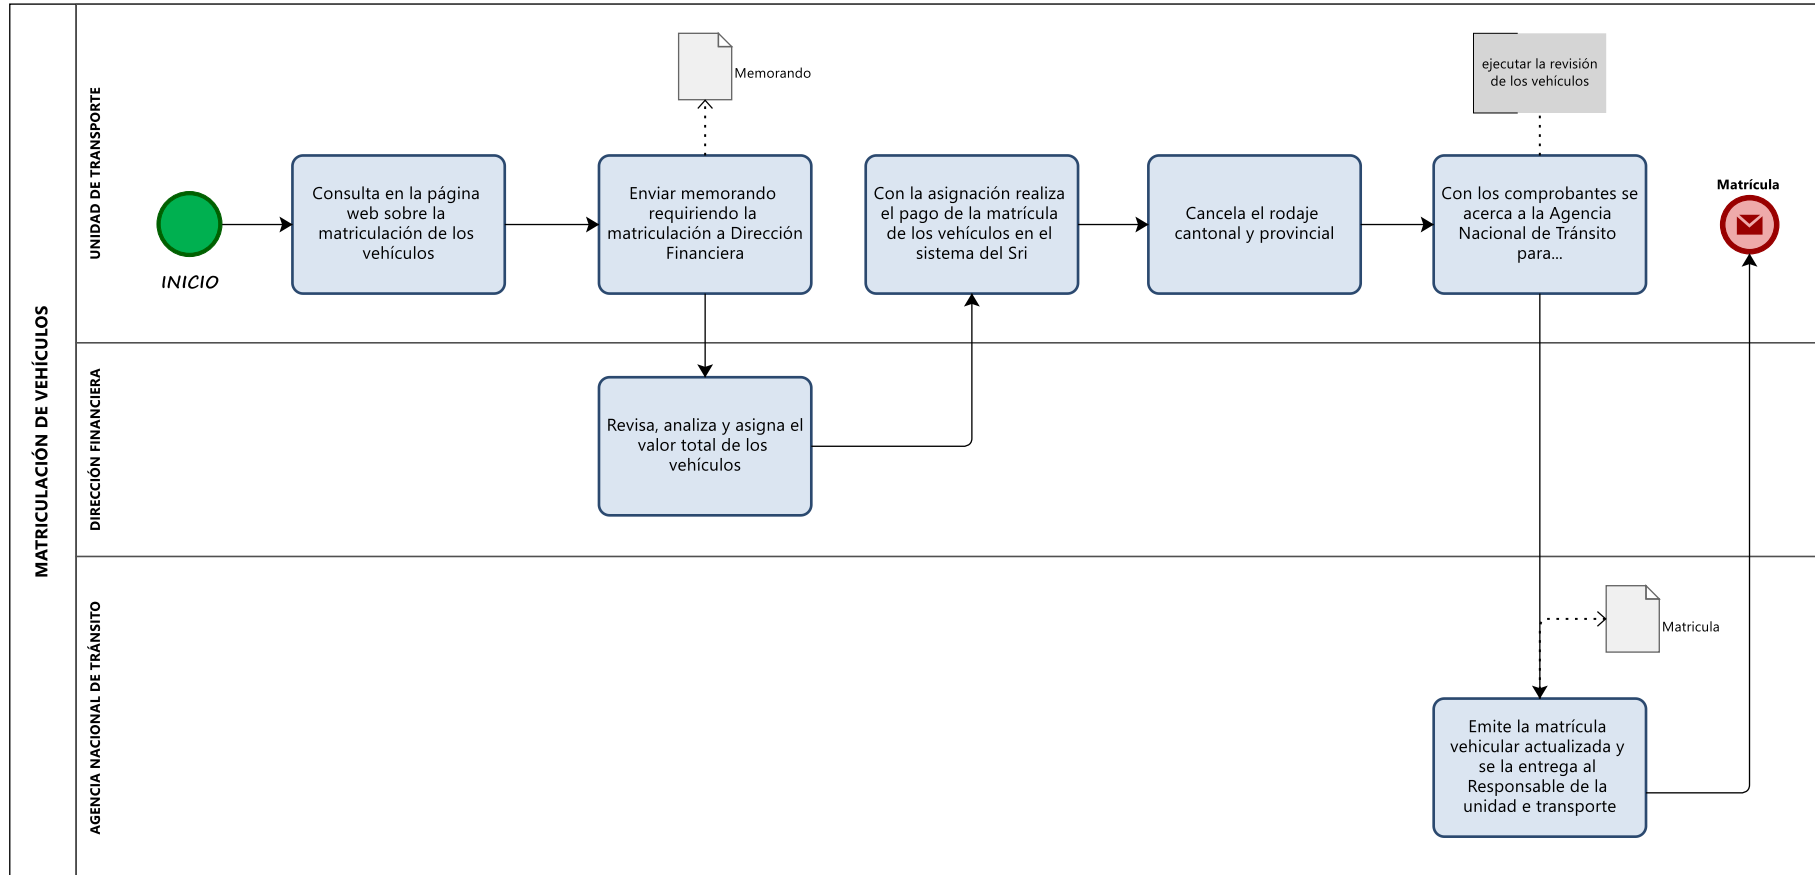 MATRICULACIÓN DE VEHÍCULOS
UNIDAD DE TRANSPORTE
INICIO
Consulta en la página
web sobre la
matriculación de los
vehículos
Memorando
Enviar memorando
requiriendo la
matriculación a Dirección
Financiera
Con la asignación realiza
el pago de la matrícula
de los vehículos en el
sistema del Sri
Cancela el rodaje
cantonal y provincial
ejecutar la revisión
de los vehículos
Con los comprobantes se
acerca a la Agencia
Nacional de Tránsito
para...
Matrícula
DIRECCIÓN FINANCIERA
Revisa, analiza y asigna el
valor total de los
vehículos
AGENCIA NACIONAL DE TRÁNSITO
Matricula
Emite la matrícula
vehicular actualizada y
se la entrega al
Responsable de la
unidad e transporte